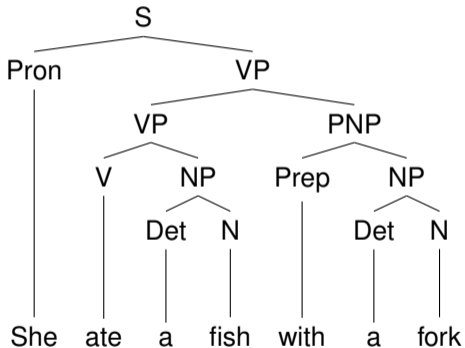 S
Pron VP
VP PNP
V NP Prep NP
Det N Det N
She ate a fish with a fork